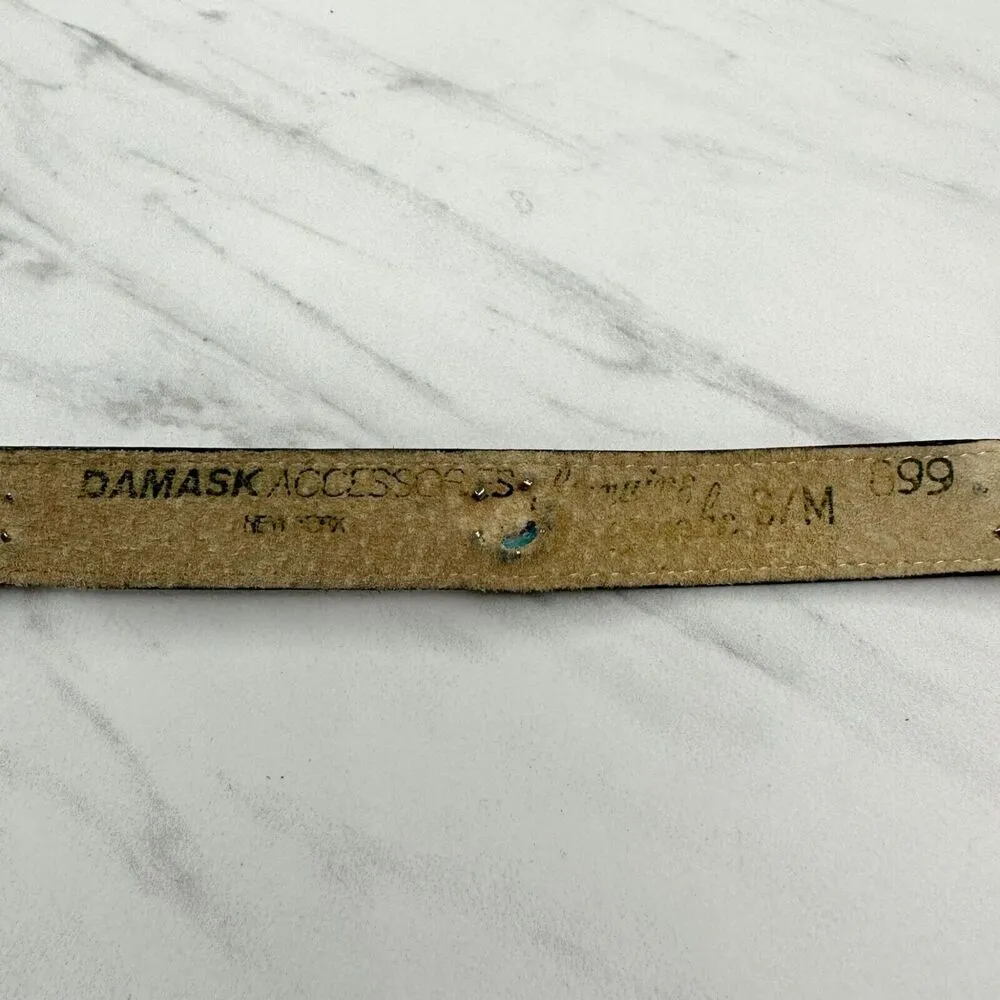 DAMASK ACCESSORIES
NEW YORK
S/M
699